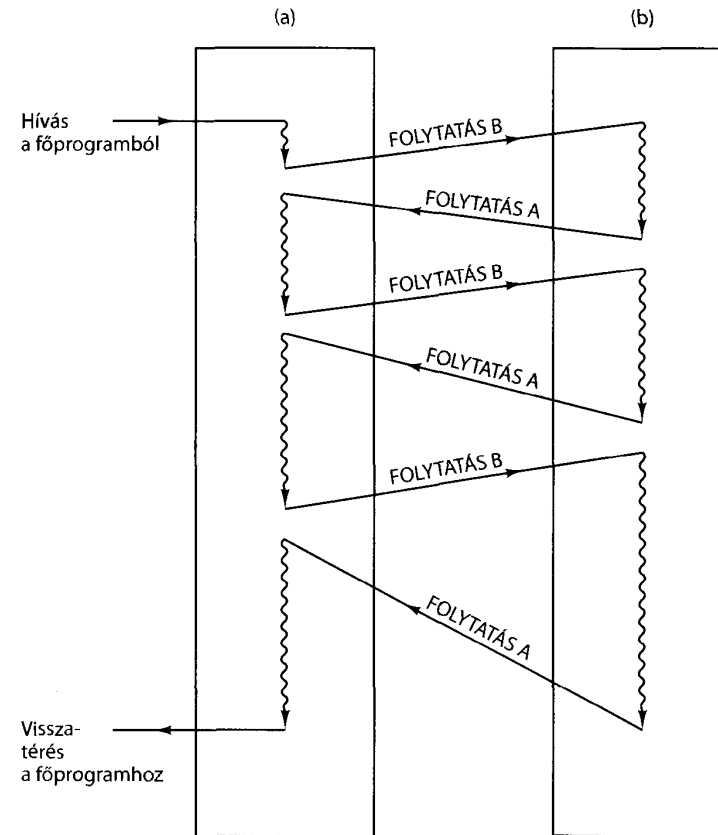 (a)
(b)
Hívás
a főprogramból
FOLYTATÁS B
FOLYTATÁS A
FOLYTATÁS B
FOLYTATÁS A
FOLYTATÁS B
FOLYTATÁS A
Vissza-
térés
a főprogramhoz